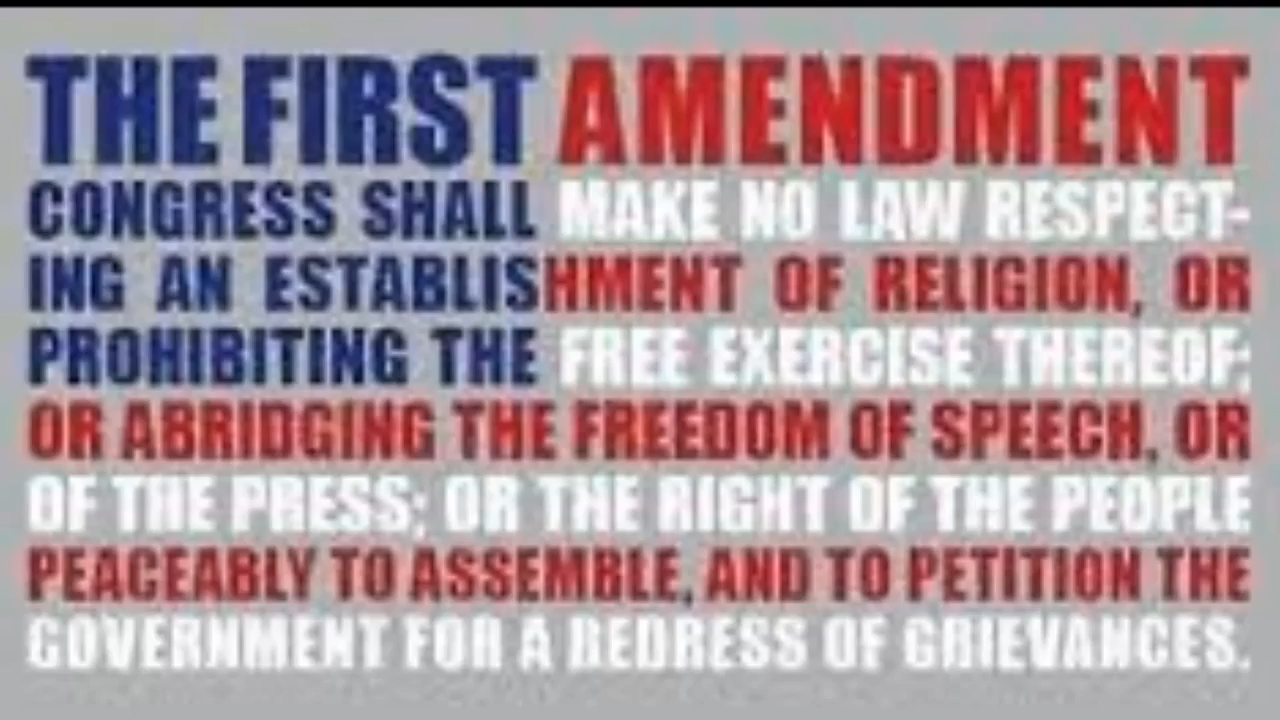 THE FIRST AMENDMENT
CONGRESS SHALL MAKE NO LAW RESPECT-
ING AN ESTABLISHMENT OF RELIGION, OR
PROHIBITING THE FREE EXERCISE THEREOF;
OR ABRIDGING THE FREEDOM OF SPEECH, OR
OF THE PRESS; OR THE RIGHT OF THE PEOPLE
PEACEABLY TO ASSEMBLE, AND TO PETITION THE
GOVERNMENT FOR A REDRESS OF GRIEVANCES.